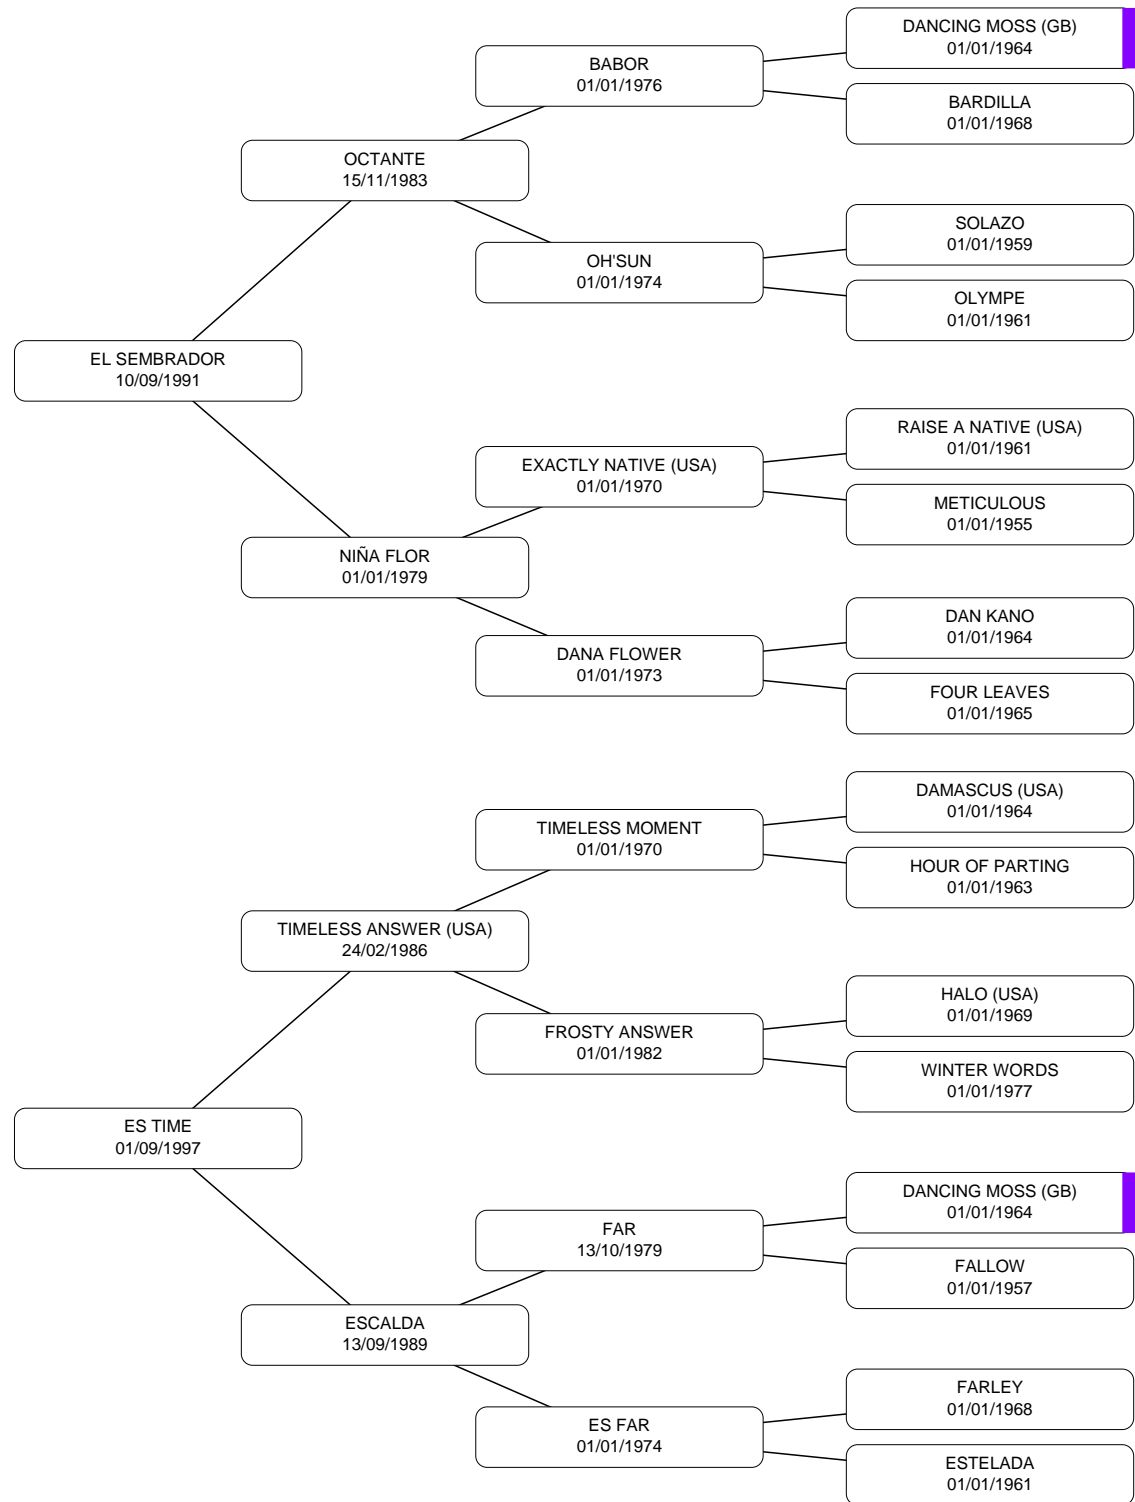 DANCING MOSS (GB)
01/01/1964
BABOR
01/01/1976
BARDILLA
01/01/1968
OCTANTE
15/11/1983
SOLAZO
01/01/1959
OH'SUN
01/01/1974
OLYMPE
01/01/1961
EL SEMBRADOR
10/09/1991
RAISE A NATIVE (USA)
01/01/1961
EXACTLY NATIVE (USA)
01/01/1970
METICULOUS
01/01/1955
NIÑA FLOR
01/01/1979
DAN KANO
01/01/1964
DANA FLOWER
01/01/1973
FOUR LEAVES
01/01/1965
DAMASCUS (USA)
01/01/1964
TIMELESS MOMENT
01/01/1970
HOUR OF PARTING
01/01/1963
TIMELESS ANSWER (USA)
24/02/1986
HALO (USA)
01/01/1969
FROSTY ANSWER
01/01/1982
WINTER WORDS
01/01/1977
ES TIME
01/09/1997
DANCING MOSS (GB)
01/01/1964
FAR
13/10/1979
FALLOW
01/01/1957
ESCALDA
13/09/1989
FARLEY
01/01/1968
ES FAR
01/01/1974
ESTELADA
01/01/1961